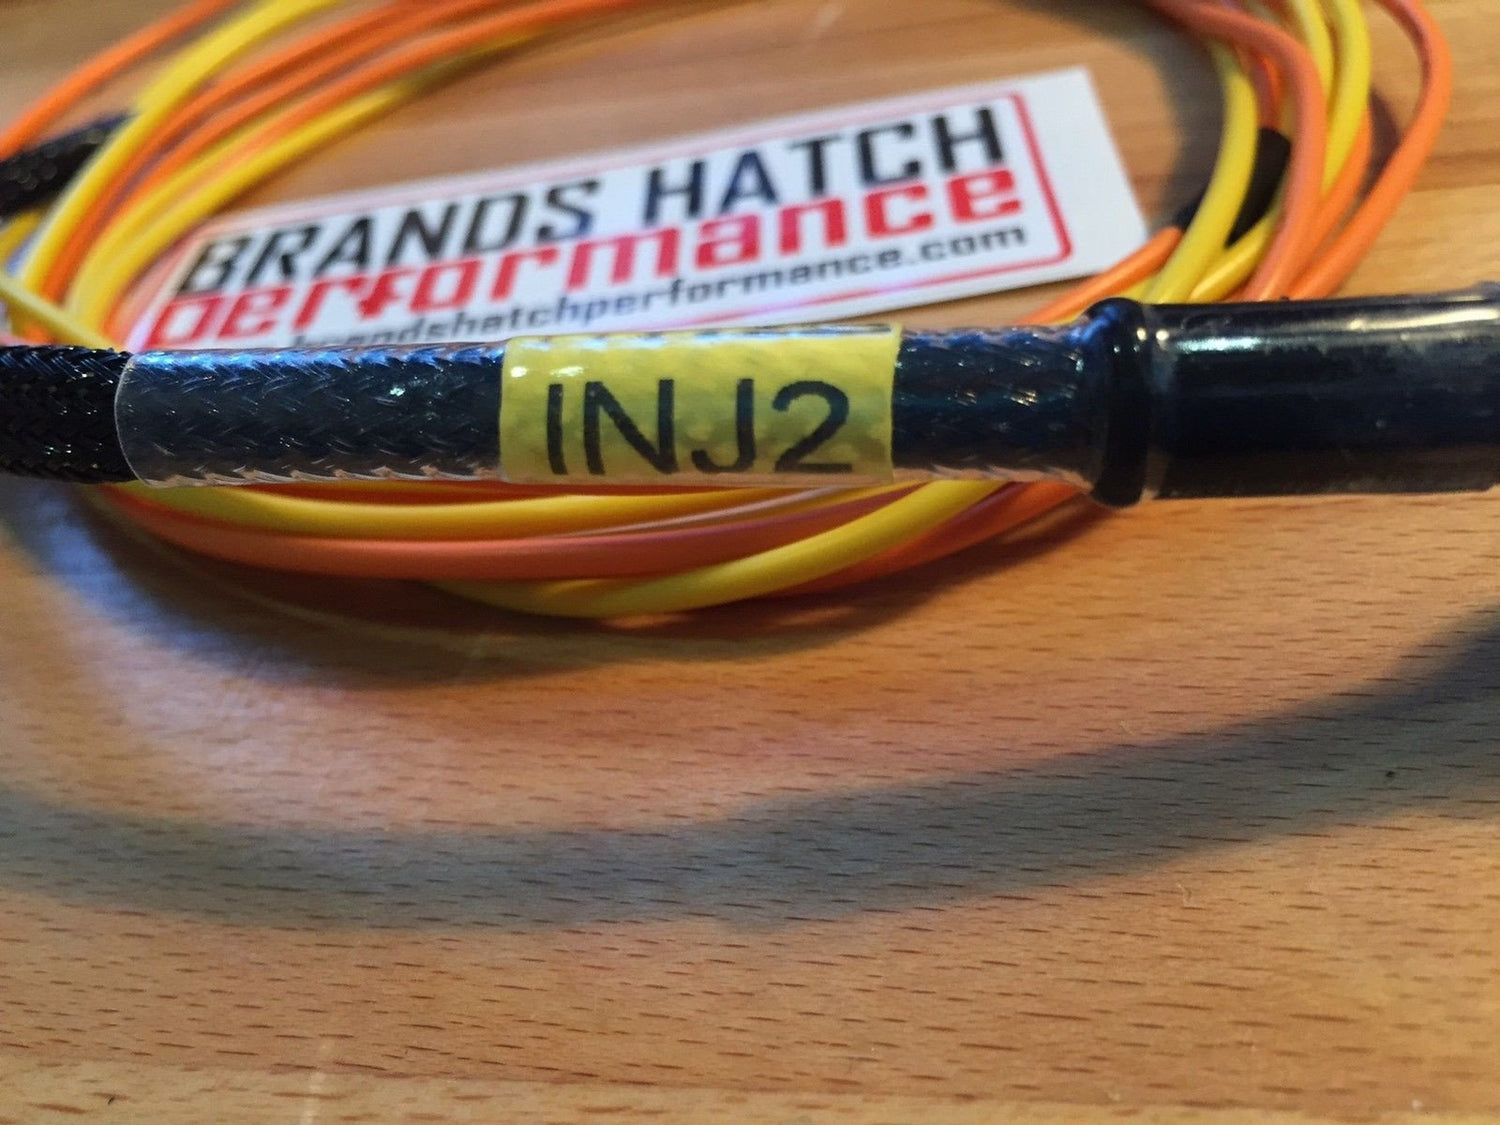 BRANDS HATCH
performance
brandshatchperformance.com
INJ2